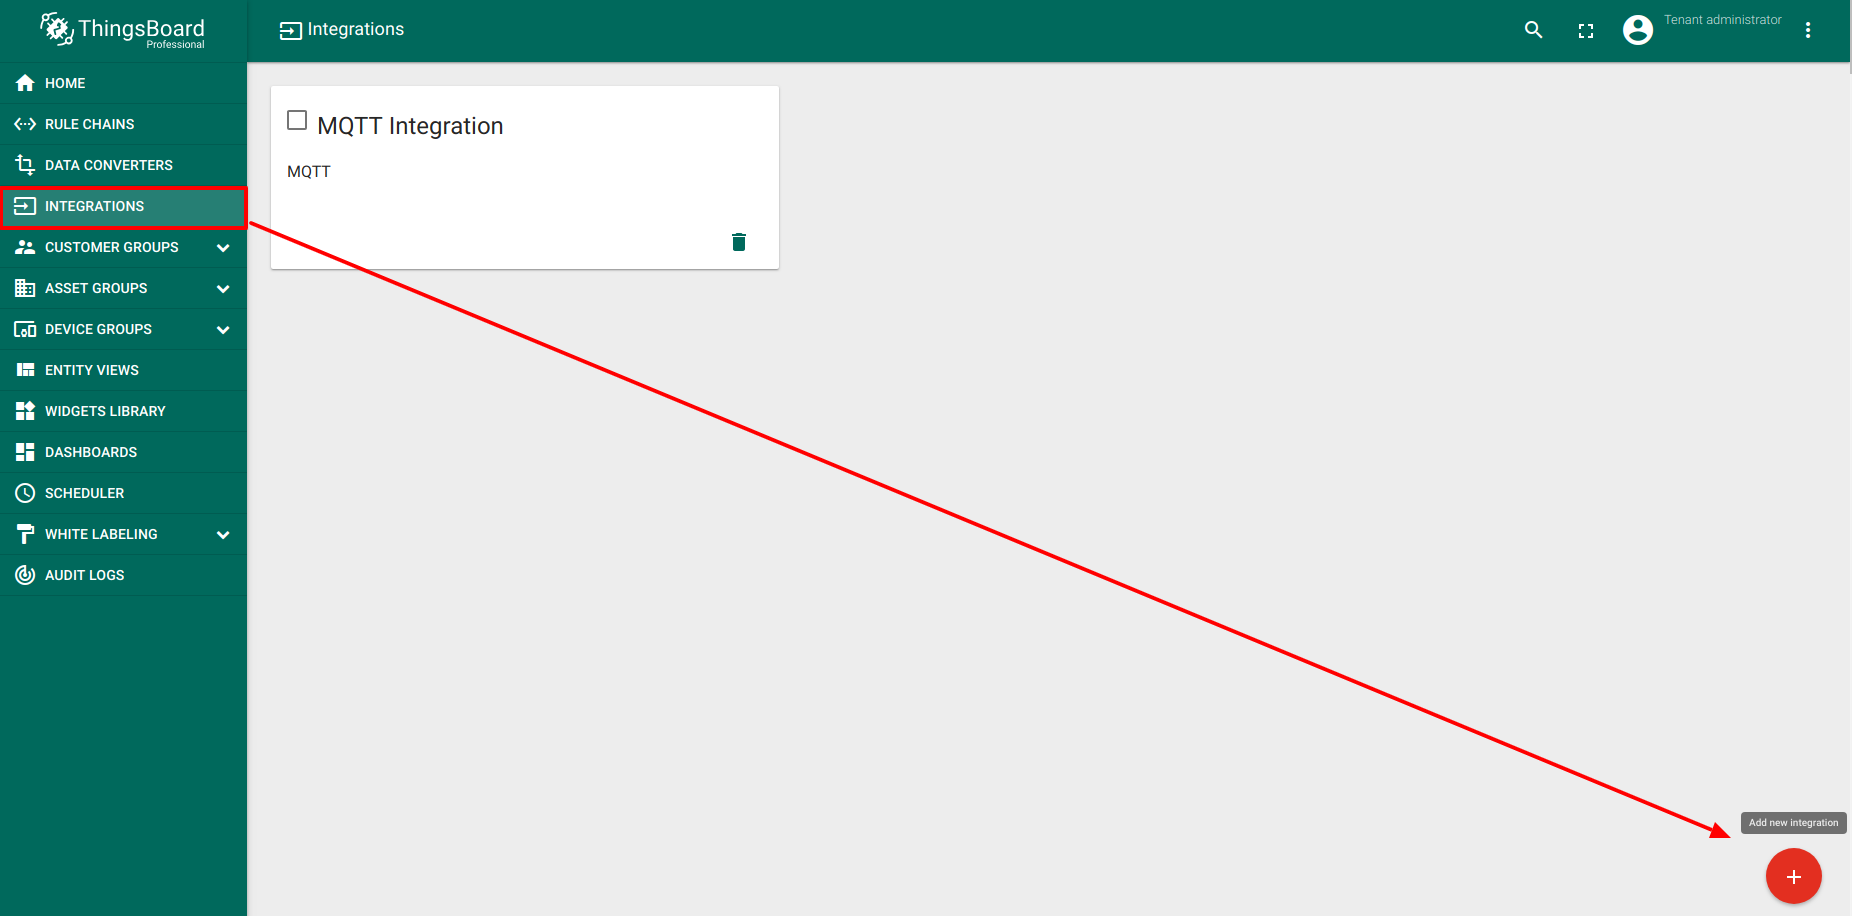 ThingsBoard
Professional
Integrations
Tenant administrator
HOME
RULE CHAINS
DATA CONVERTERS
INTEGRATIONS
CUSTOMER GROUPS
ASSET GROUPS
DEVICE GROUPS
ENTITY VIEWS
WIDGETS LIBRARY
DASHBOARDS
SCHEDULER
WHITE LABELING
AUDIT LOGS
MQTT Integration
MQTT
Add new integration